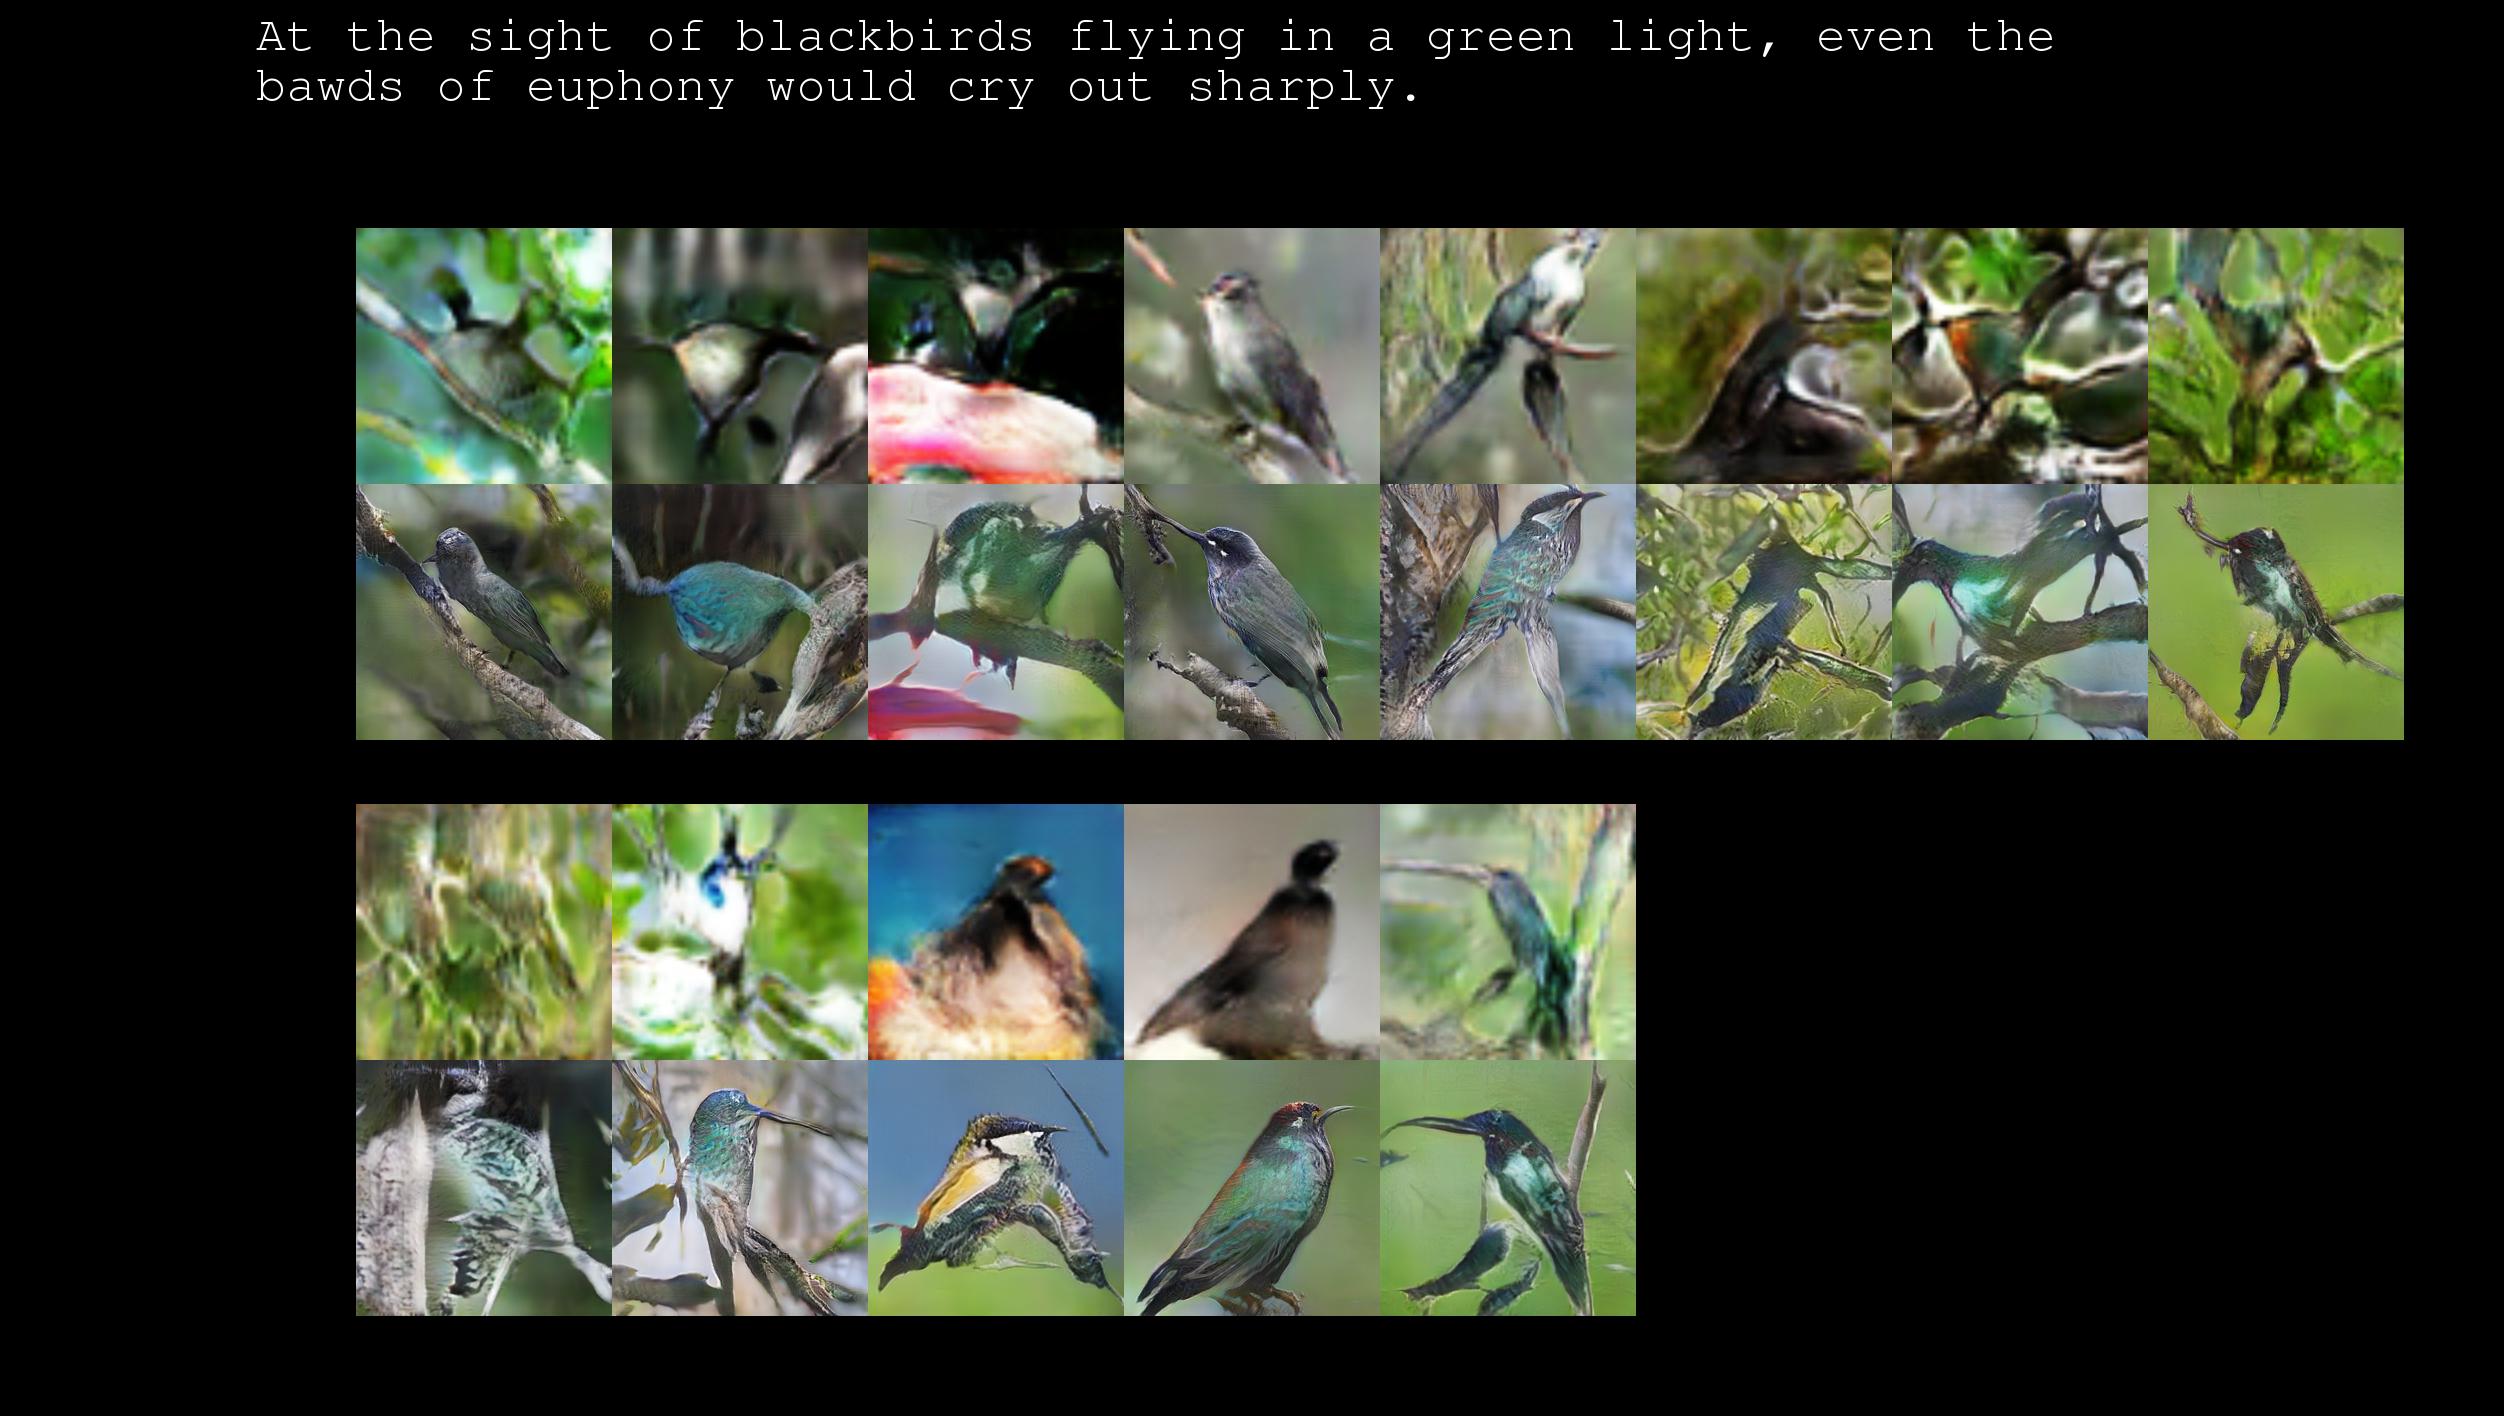 At the sight of blackbirds flying in a green light, even the
bawds of euphony would cry out sharply.